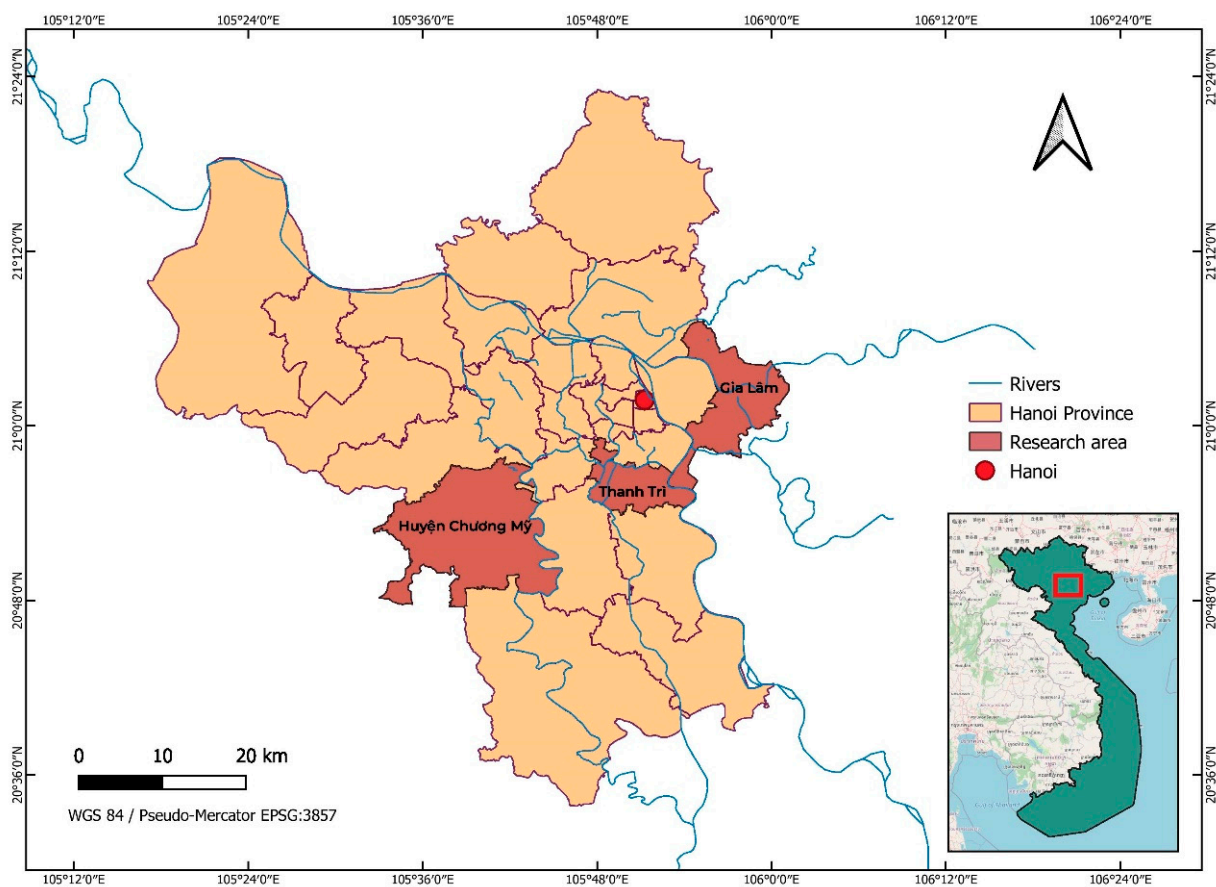 105°12'0"E 105°24'0"E 105°36'0"E 105°48'0"E 106°0'0"E 106°12'0"E 106°24'0"E
21°24'0"N 21°24'0"N
21°12'0"N 21°12'0"N
Gia Lâm
Rivers
Hanoi Province
21°0'0"N 21°0'0"N
Research area
Hanoi
Thanh Tri
Huyện Chương Mỹ
20°48'0"N 20°48'0"N
0 10 20 km
20°36'0"N 20°36'0"N
WGS 84 / Pseudo-Mercator EPSG:3857
105°12'0"E 105°24'0"E 105°36'0"E 105°48'0"E 106°0'0"E 106°12'0"E 106°24'0"E